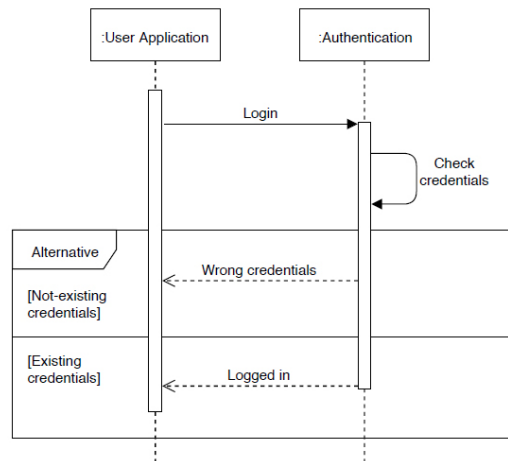 :User Application
:Authentication
Login
Check
credentials
Alternative
Wrong credentials
[Not-existing
credentials]
[Existing
credentials]
Logged in